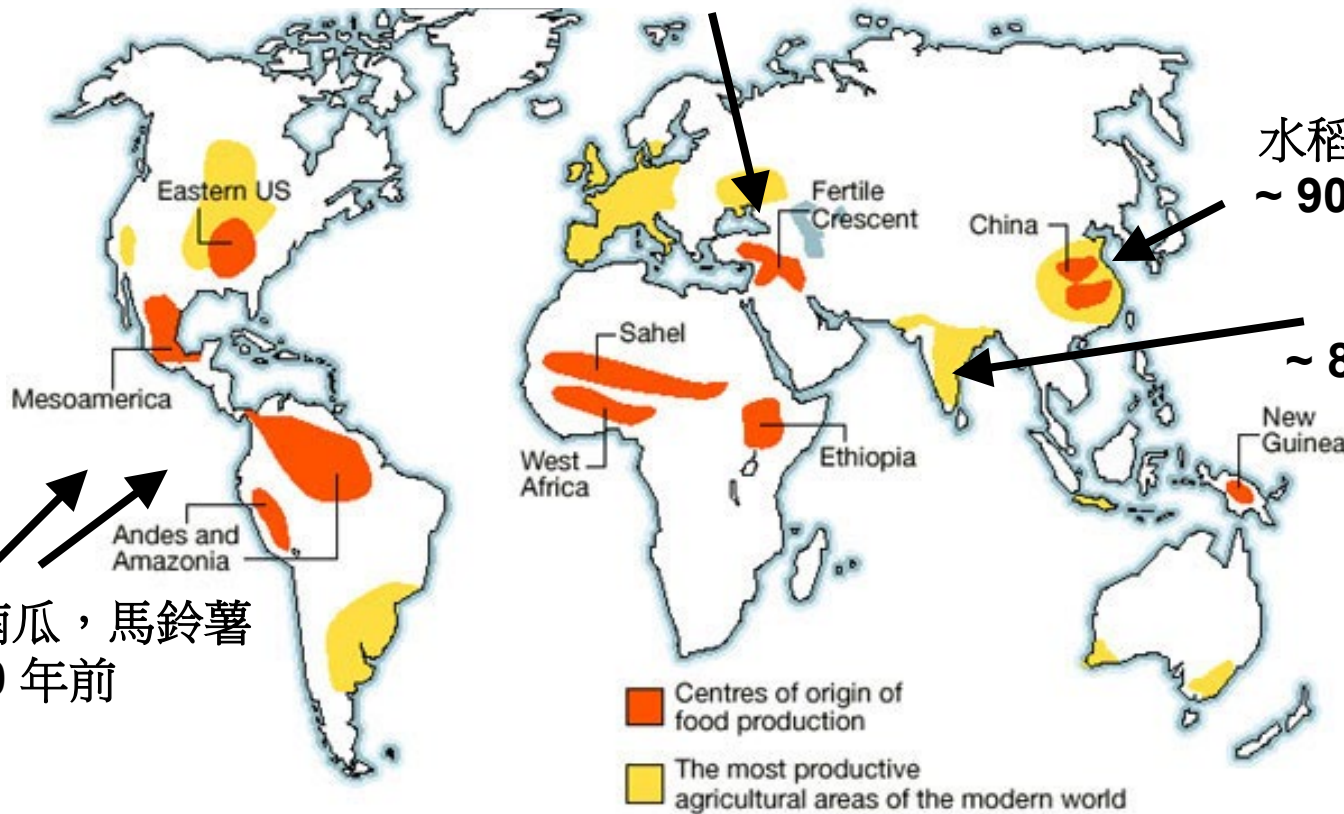 水稻
~ 90
Eastern US
Fertile
Crescent
China
Sahel
~ 8
Mesoamerica
New
Guinea
West
Africa
Ethiopia
Andes and
Amazonia
瓜，馬鈴薯
年前
Centres of origin of
food production
The most productive
agricultural areas of the modern world